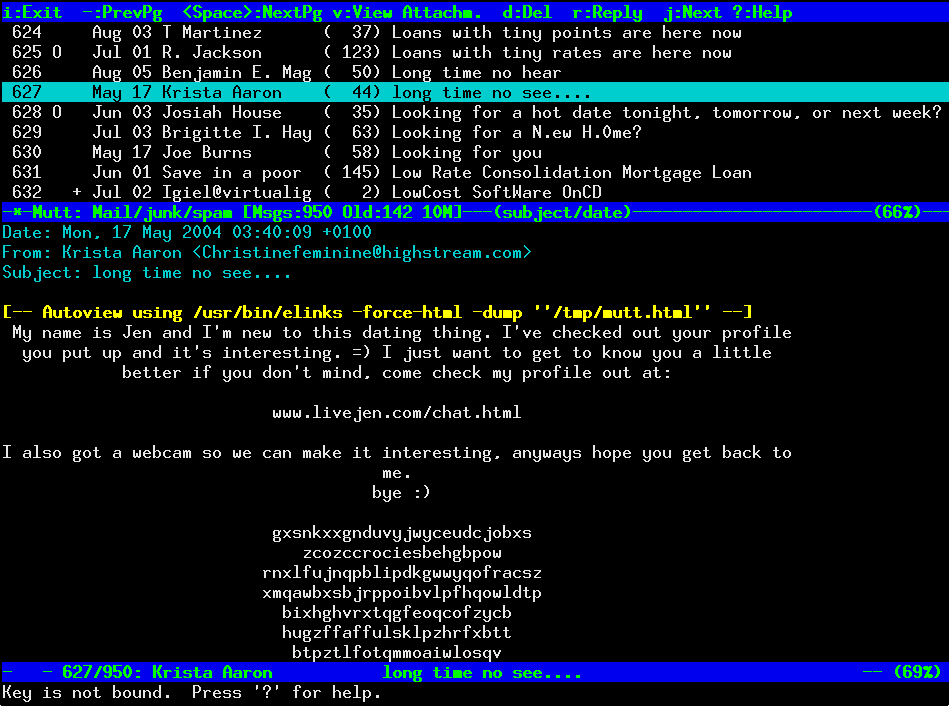 i:Exit  -:PrevPg  <Space>:NextPg v:View Attachm.  d:Del  r:Reply  j:Next ?:Help
624     Aug 03 T Martinez      (  37) Loans with tiny points are here now
625 O   Jul 01 R. Jackson      ( 123) Loans with tiny rates are here now
626     Aug 05 Benjamin E. Mag (  50) Long time no hear
627     May 17 Krista Aaron    (  44) long time no see....
628 O   Jun 03 Josiah House    (  35) Looking for a hot date tonight, tomorrow, or next week?
629     Jul 03 Brigitte I. Hay (  63) Looking for a N.ew H.0me?
630     May 17 Joe Burns       (  58) Looking for you
631     Jun 01 Save in a poor  ( 145) Low Rate Consolidation Mortgage Loan
632   + Jul 02 Igiel@virtualig (   2) LowCost SoftWare OnCD
-*-Mutt: Mail/junk/spam [Msgs:950 Old:142 10M]---(subject/date)------------------------(66%)---
Date: Mon, 17 May 2004 03:40:09 +0100
From: Krista Aaron <Christinefeminine@highstream.com>
Subject: long time no see....
[-- Autoview using /usr/bin/elinks -force-html -dump ''/tmp/mutt.html'' --]
My name is Jen and I'm new to this dating thing. I've checked out your profile
you put up and it's interesting. =) I just want to get to know you a little
better if you don't mind, come check my profile out at:
www.livejen.com/chat.html
I also got a webcam so we can make it interesting, anyways hope you get back to
me.
bye :)
gxsnkxxgnduvyjwyceudcjobxs
zcozccrociesbehgbpow
rnxlfujnqpblipdkgwwyqofracsz
xmqawbxsbjrppoibvlpfhqowldtp
bixhghvrxtqgfeoqcofzycb
hugzffaffulsklpzhrfxbtt
btpztlfotqmmoaiwlosqv
-   - 627/950: Krista Aaron           long time no see....                            -- (69%)
Key is not bound.  Press '?' for help.